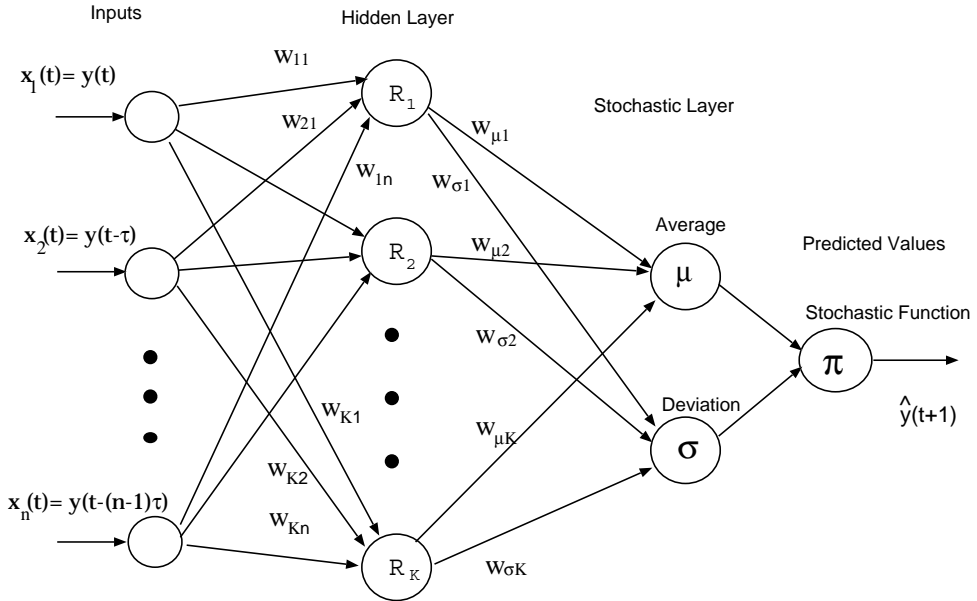 Inputs
Hidden Layer
Stochastic Layer
Predicted Values
Stochastic Function
x1(t)= y(t)
x2(t)= y(t-τ)
xn(t)= y(t-(n-1)τ)
w11
w21
w1n
wK1
wK2
wKn
R1
R2
RK
wμ1
wσ1
wμ2
wσ2
wμK
wσK
Average
μ
Deviation
σ
π
ŷ(t+1)